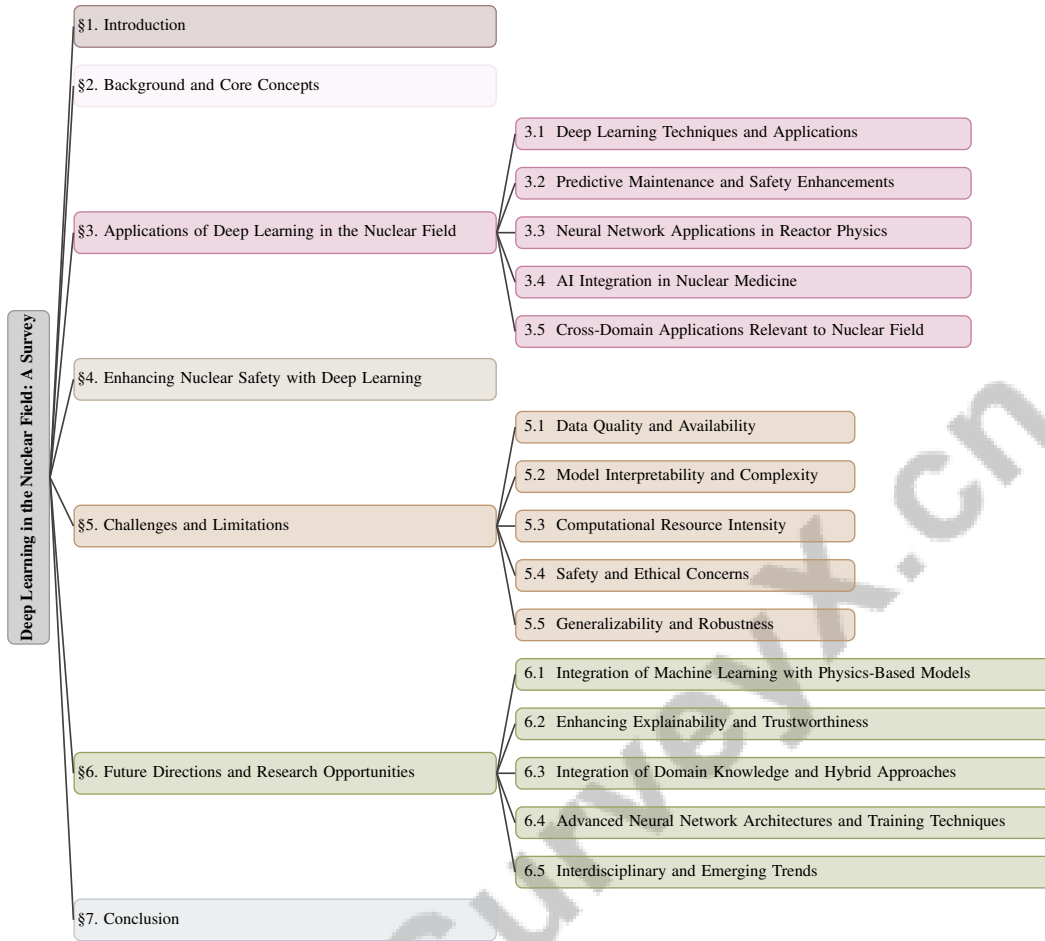 Deep Learning in the Nuclear Field: A Survey
§1. Introduction
§2. Background and Core Concepts
§3. Applications of Deep Learning in the Nuclear Field
3.1 Deep Learning Techniques and Applications
3.2 Predictive Maintenance and Safety Enhancements
3.3 Neural Network Applications in Reactor Physics
3.4 AI Integration in Nuclear Medicine
3.5 Cross-Domain Applications Relevant to Nuclear Field
§4. Enhancing Nuclear Safety with Deep Learning
§5. Challenges and Limitations
5.1 Data Quality and Availability
5.2 Model Interpretability and Complexity
5.3 Computational Resource Intensity
5.4 Safety and Ethical Concerns
5.5 Generalizability and Robustness
§6. Future Directions and Research Opportunities
6.1 Integration of Machine Learning with Physics-Based Models
6.2 Enhancing Explainability and Trustworthiness
6.3 Integration of Domain Knowledge and Hybrid Approaches
6.4 Advanced Neural Network Architectures and Training Techniques
6.5 Interdisciplinary and Emerging Trends
§7. Conclusion
Surveyx.cn